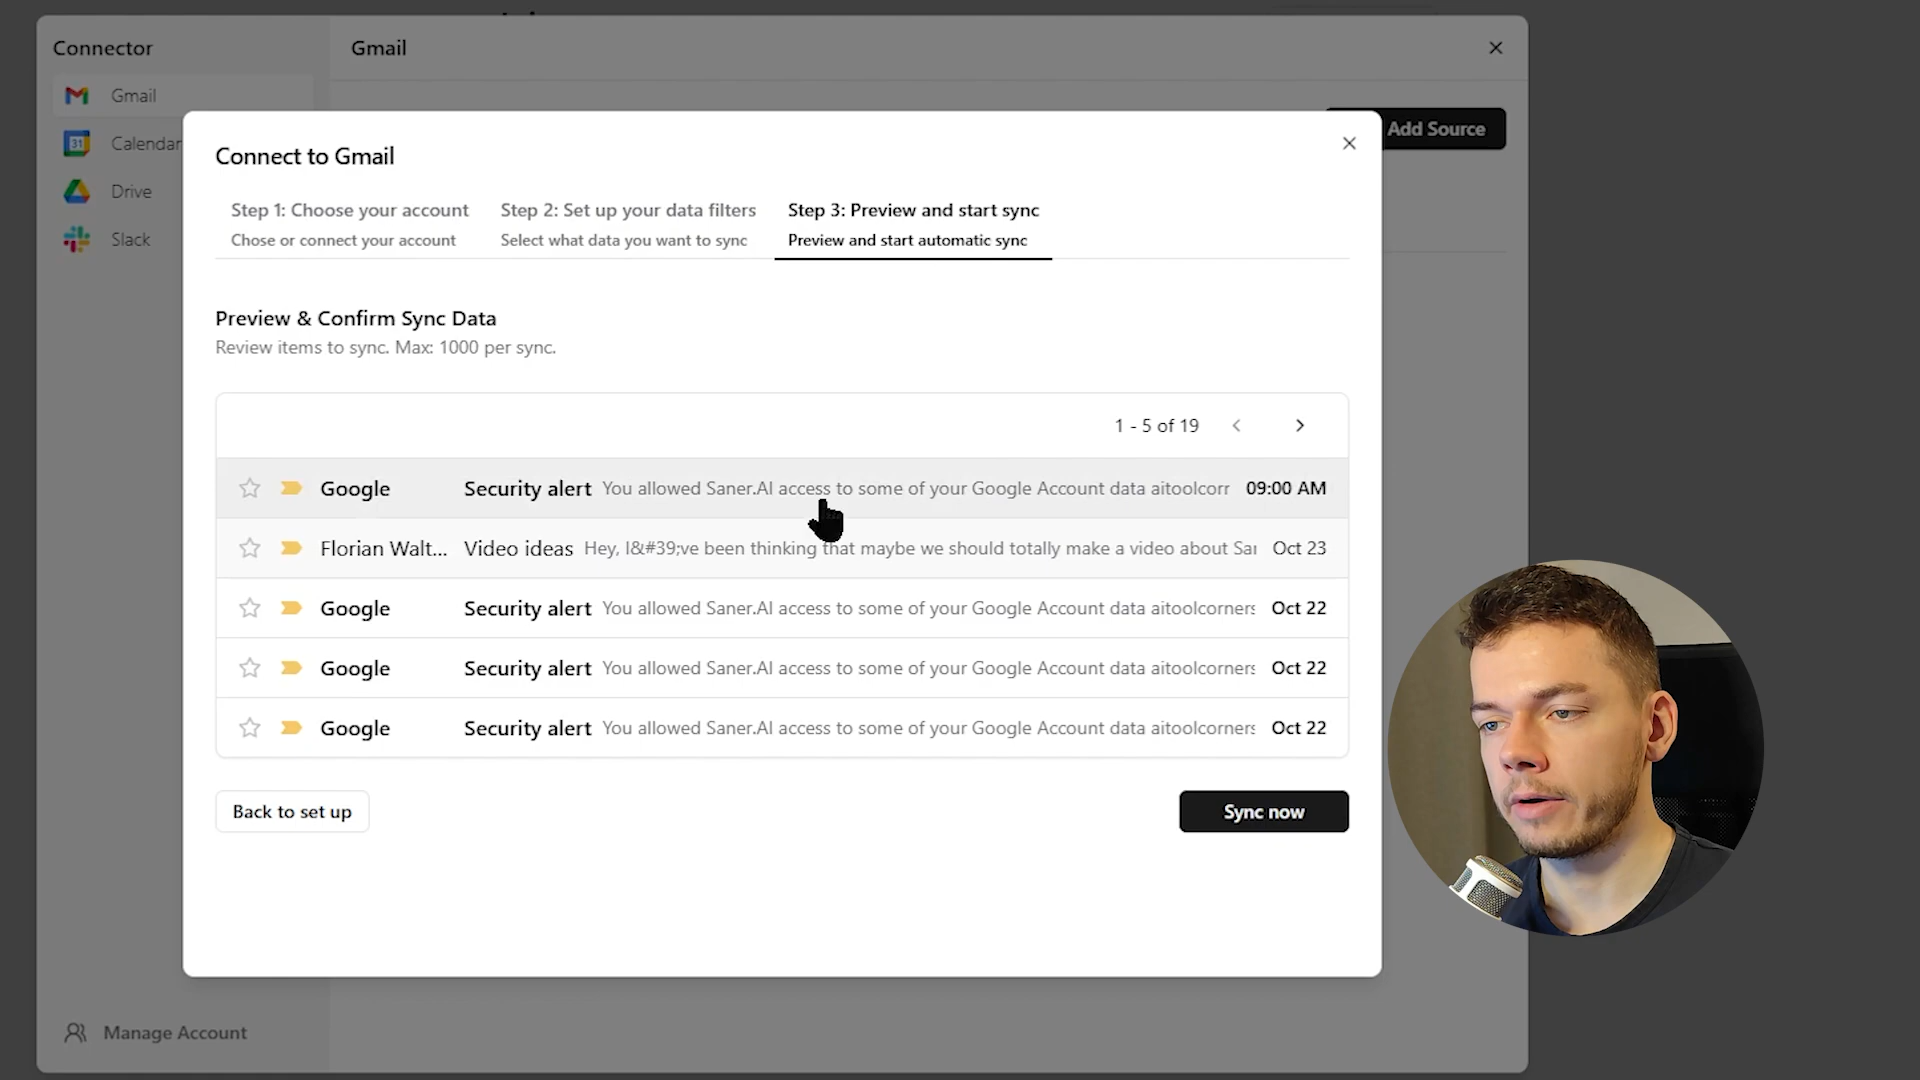 Connector
Gmail
Gmail
Calendar
Drive
Slack
Add Source
Connect to Gmail
Step 1: Choose your account
Chose or connect your account
Step 2: Set up your data filters
Select what data you want to sync
Step 3: Preview and start sync
Preview and start automatic sync
Preview & Confirm Sync Data
Review items to sync. Max: 1000 per sync.
1 - 5 of 19
Google Security alert You allowed Saner.AI access to some of your Google Account data aitoolcorr 09:00 AM
Florian Walt... Video ideas Hey, I&#39;ve been thinking that maybe we should totally make a video about Sar Oct 23
Google Security alert You allowed Saner.AI access to some of your Google Account data aitoolcorners Oct 22
Google Security alert You allowed Saner.AI access to some of your Google Account data aitoolcorners Oct 22
Google Security alert You allowed Saner.AI access to some of your Google Account data aitoolcorners Oct 22
Back to set up
Sync now
Manage Account